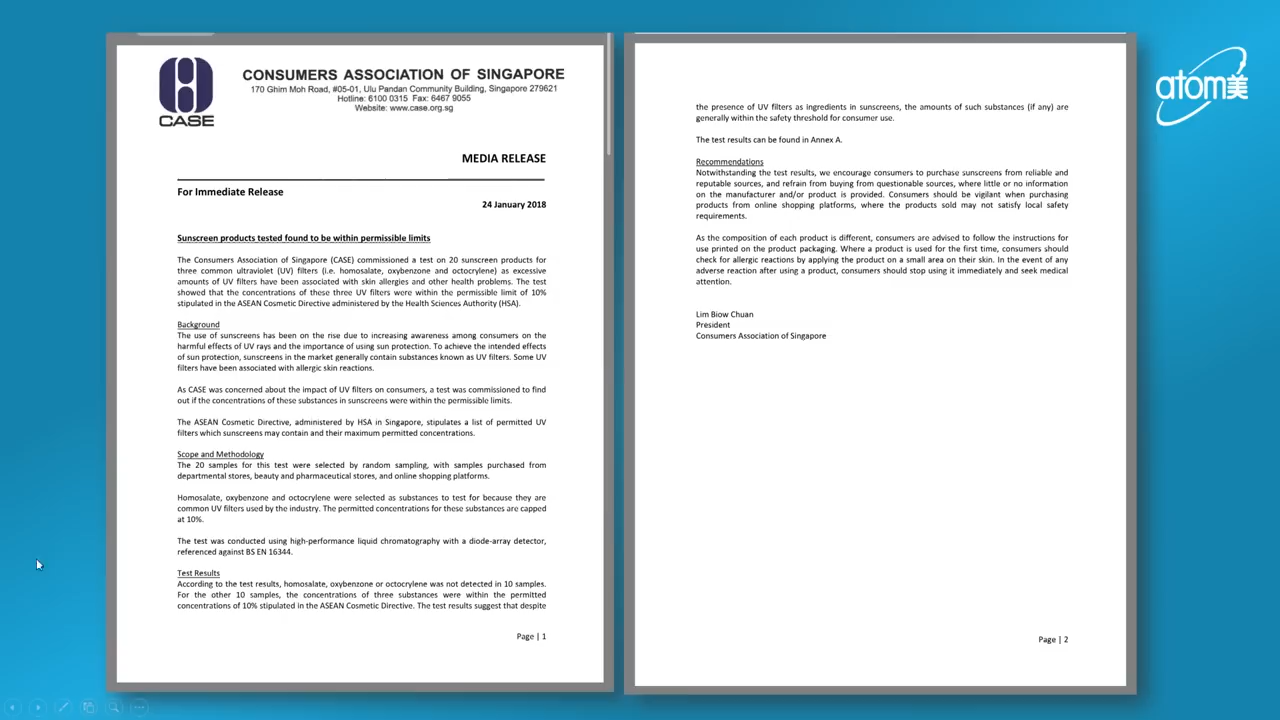 CASE
CONSUMERS ASSOCIATION OF SINGAPORE
170 Ghim Moh Road, #05-01, Ulu Pandan Community Building, Singapore 279621
Hotline: 6100 0315 Fax: 6467 9055
Website: www.case.org.sg
MEDIA RELEASE
For Immediate Release
24 January 2018
Sunscreen products tested found to be within permissible limits
The Consumers Association of Singapore (CASE) commissioned a test on 20 sunscreen products for
three common ultraviolet (UV) filters (i.e. homosalate, oxybenzone and octocrylene) as excessive
amounts of UV filters have been associated with skin allergies and other health problems. The test
showed that the concentrations of these three UV filters were within the permissible limit of 10%
stipulated in the ASEAN Cosmetic Directive administered by the Health Sciences Authority (HSA).
Background
The use of sunscreens has been on the rise due to increasing awareness among consumers on the
harmful effects of UV rays and the importance of using sun protection. To achieve the intended effects
of sun protection, sunscreens in the market generally contain substances known as UV filters. Some UV
filters have been associated with allergic skin reactions.
As CASE was concerned about the impact of UV filters on consumers, a test was commissioned to find
out if the concentrations of these substances in sunscreens were within the permissible limits.
The ASEAN Cosmetic Directive, administered by HSA in Singapore, stipulates a list of permitted UV
filters which sunscreens may contain and their maximum permitted concentrations.
Scope and Methodology
The 20 samples for this test were selected by random sampling, with samples purchased from
departmental stores, beauty and pharmaceutical stores, and online shopping platforms.
Homosalate, oxybenzone and octocrylene were selected as substances to test for because they are
common UV filters used by the industry. The permitted concentrations for these substances are capped
at 10%.
The test was conducted using high-performance liquid chromatography with a diode-array detector,
referenced against BS EN 16344.
Test Results
According to the test results, homosalate, oxybenzone or octocrylene was not detected in 10 samples.
For the other 10 samples, the concentrations of three substances were within the permitted
concentrations of 10% stipulated in the ASEAN Cosmetic Directive. The test results suggest that despite
Page | 1
the presence of UV filters as ingredients in sunscreens, the amounts of such substances (if any) are
generally within the safety threshold for consumer use.
The test results can be found in Annex A.
Recommendations
Notwithstanding the test results, we encourage consumers to purchase sunscreens from reliable and
reputable sources, and refrain from buying from questionable sources, where little or no information
on the manufacturer and/or product is provided. Consumers should be vigilant when purchasing
products from online shopping platforms, where the products sold may not satisfy local safety
requirements.
As the composition of each product is different, consumers are advised to follow the instructions for
use printed on the product packaging. Where a product is used for the first time, consumers should
check for allergic reactions by applying the product on a small area on their skin. In the event of any
adverse reaction after using a product, consumers should stop using it immediately and seek medical
attention.
Lim Biow Chuan
President
Consumers Association of Singapore
Page | 2
atom美